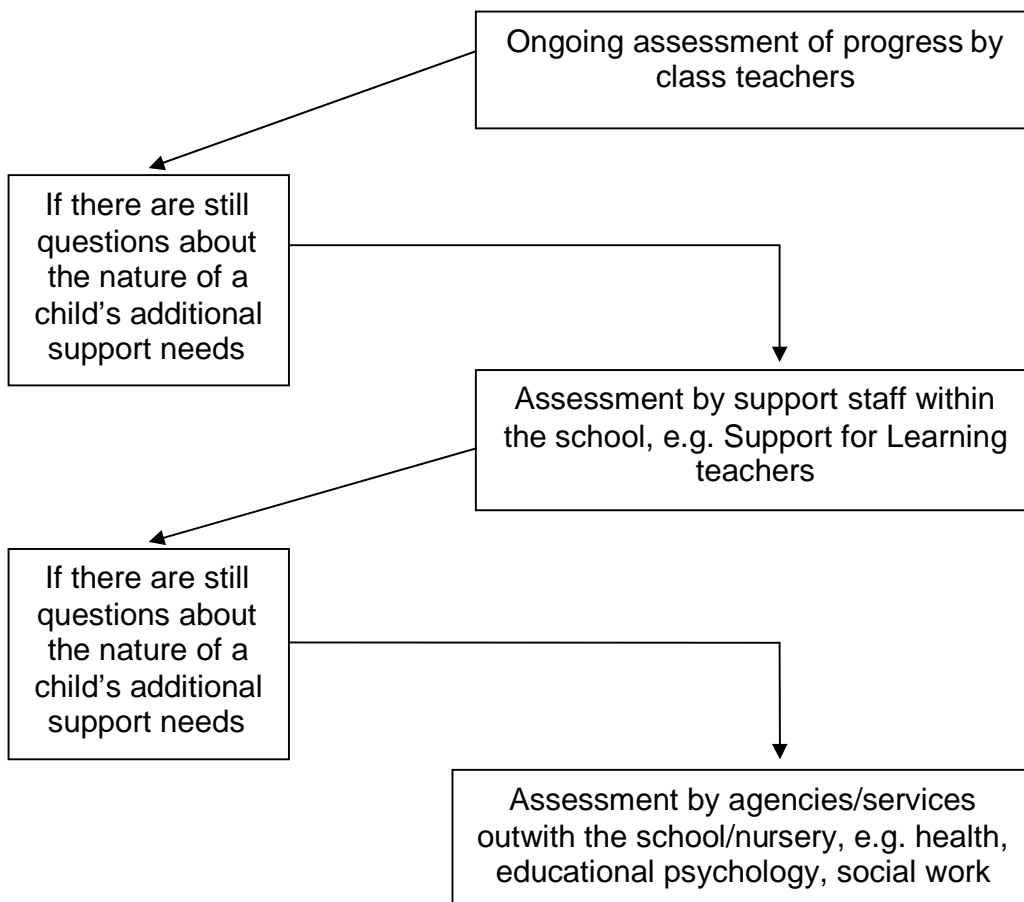 Ongoing assessment of progress by
class teachers
If there are still
questions about
the nature of a
child’s additional
support needs
Assessment by support staff within
the school, e.g. Support for Learning
teachers
If there are still
questions about
the nature of a
child’s additional
support needs
Assessment by agencies/services
outwith the school/nursery, e.g. health,
educational psychology, social work